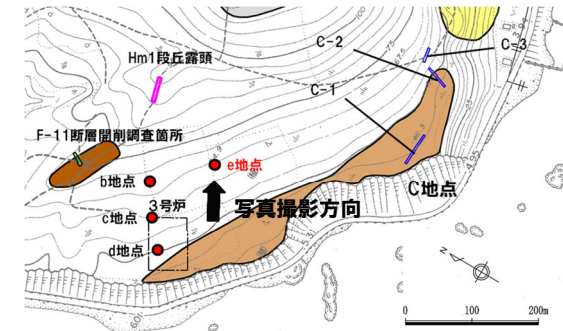 C-2
C-3
Hm1段丘露頭
C-1
F-11断層開削調査箇所
e地点
b地点
C地点
3号炉
c地点
写真撮影方向
d地点
N
0 100 200m